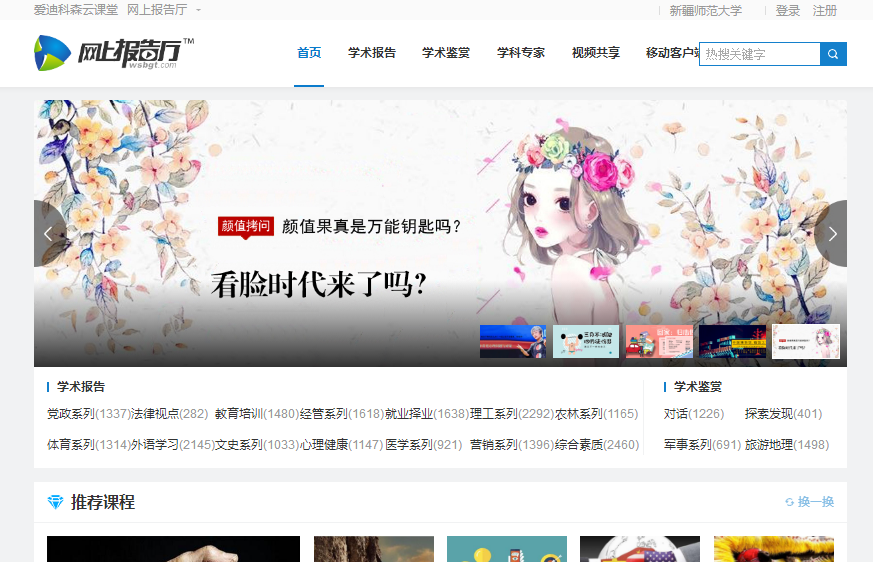 爱迪科森云课堂 网上报告厅
新疆师范大学 登录 注册
网上报告厅TM
wsbgt.com
首页 学术报告 学术鉴赏 学科专家 视频共享 移动客户端
热搜关键字
颜值拷问 颜值果真是万能钥匙吗?
看脸时代来了吗?
学术报告
党政系列(1337) 法律视点(282) 教育培训(1480) 经管系列(1618) 就业择业(1638) 理工系列(2292) 农林系列(1165)
体育系列(1314) 外语学习(2145) 文史系列(1033) 心理健康(1147) 医学系列(921) 营销系列(1396) 综合素质(2460)
学术鉴赏
对话(1226) 探索发现(401)
军事系列(691) 旅游地理(1498)
推荐课程
换一换